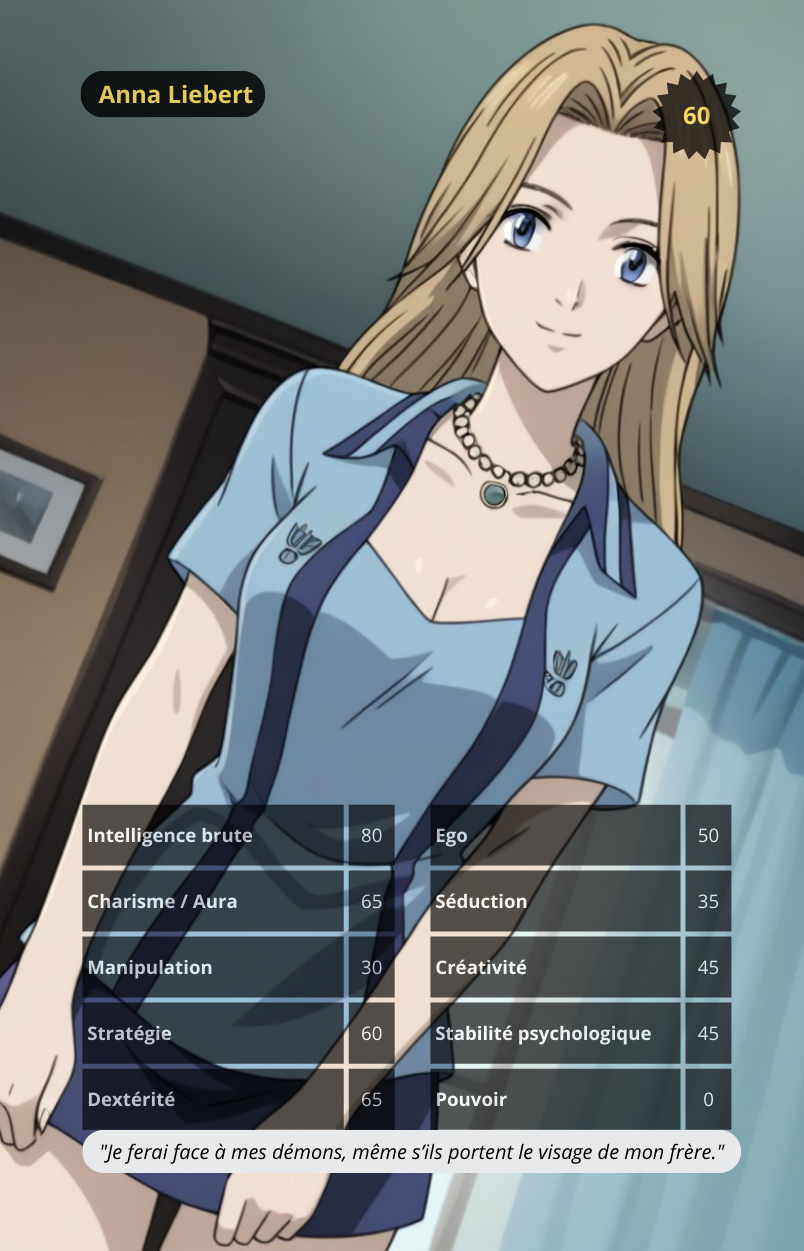 Anna Liebert
60
Intelligence brute 80
Ego 50
Charisme / Aura 65
Séduction 35
Manipulation 30
Créativité 45
Stratégie 60
Stabilité psychologique 45
Dextérité 65
Pouvoir 0
"Je ferai face à mes démons, même s’ils portent le visage de mon frère."